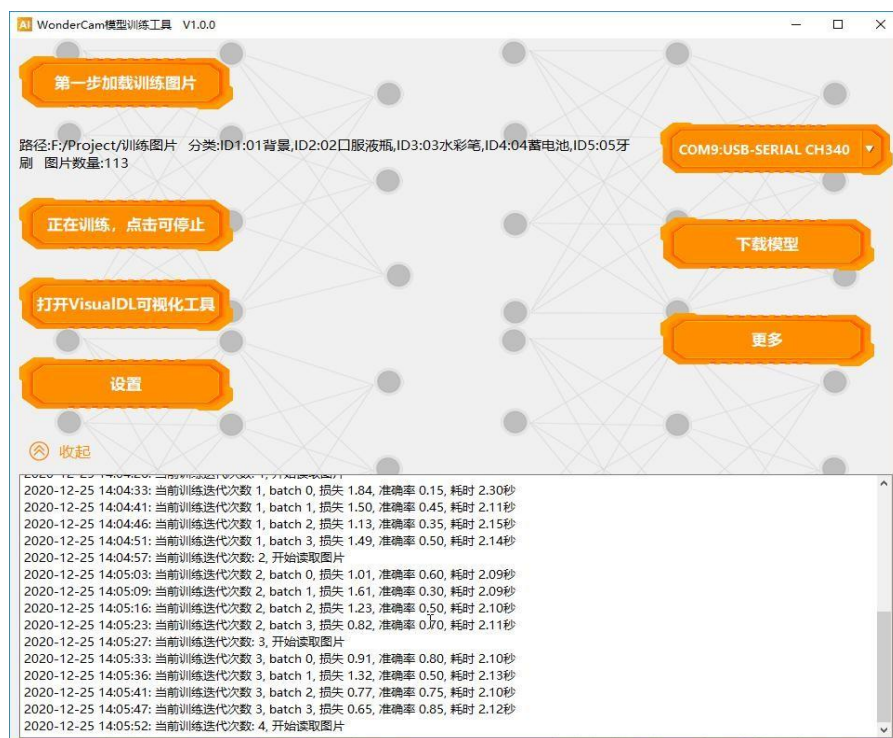 AI WonderCam模型训练工具 V1.0.0
第一步加载训练图片
路径:F:/Project/训练图片 分类:ID1:01背景,ID2:02口服液瓶,ID3:03水彩笔,ID4:04蓄电池,ID5:05牙
刷 图片数量:113
COM9:USB-SERIAL CH340
正在训练，点击可停止
下载模型
打开VisualDL可视化工具
更多
设置
收起
2020-12-25 14:04:26: 当前训练迭代次数: 1, 开始读取图片
2020-12-25 14:04:33: 当前训练迭代次数 1, batch 0, 损失 1.84, 准确率 0.15, 耗时 2.30秒
2020-12-25 14:04:41: 当前训练迭代次数 1, batch 1, 损失 1.50, 准确率 0.45, 耗时 2.11秒
2020-12-25 14:04:46: 当前训练迭代次数 1, batch 2, 损失 1.13, 准确率 0.35, 耗时 2.15秒
2020-12-25 14:04:51: 当前训练迭代次数 1, batch 3, 损失 1.49, 准确率 0.50, 耗时 2.14秒
2020-12-25 14:04:57: 当前训练迭代次数: 2, 开始读取图片
2020-12-25 14:05:03: 当前训练迭代次数 2, batch 0, 损失 1.01, 准确率 0.60, 耗时 2.09秒
2020-12-25 14:05:09: 当前训练迭代次数 2, batch 1, 损失 1.61, 准确率 0.30, 耗时 2.09秒
2020-12-25 14:05:16: 当前训练迭代次数 2, batch 2, 损失 1.23, 准确率 0.50, 耗时 2.10秒
2020-12-25 14:05:23: 当前训练迭代次数 2, batch 3, 损失 0.82, 准确率 0.70, 耗时 2.11秒
2020-12-25 14:05:27: 当前训练迭代次数: 3, 开始读取图片
2020-12-25 14:05:33: 当前训练迭代次数 3, batch 0, 损失 0.91, 准确率 0.80, 耗时 2.10秒
2020-12-25 14:05:36: 当前训练迭代次数 3, batch 1, 损失 1.32, 准确率 0.50, 耗时 2.13秒
2020-12-25 14:05:41: 当前训练迭代次数 3, batch 2, 损失 0.77, 准确率 0.75, 耗时 2.10秒
2020-12-25 14:05:47: 当前训练迭代次数 3, batch 3, 损失 0.65, 准确率 0.85, 耗时 2.12秒
2020-12-25 14:05:52: 当前训练迭代次数: 4, 开始读取图片